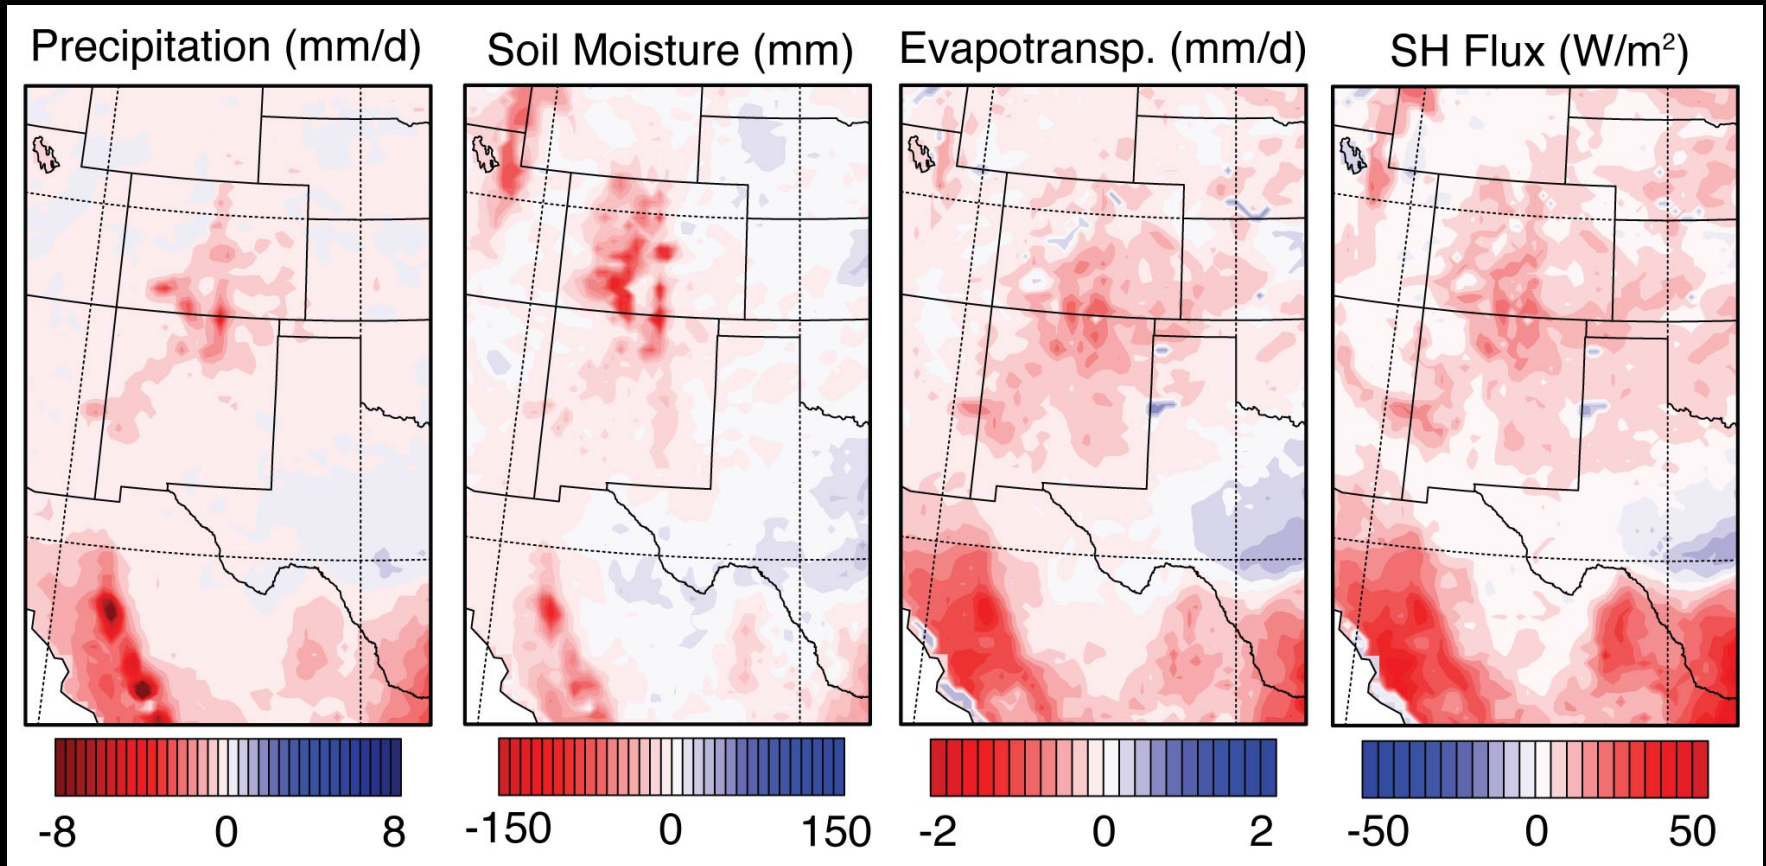 Precipitation (mm/d)
Soil Moisture (mm)
Evapotransp. (mm/d)
SH Flux (W/m²)
-8 0 8
-150 0 150
-2 0 2
-50 0 50